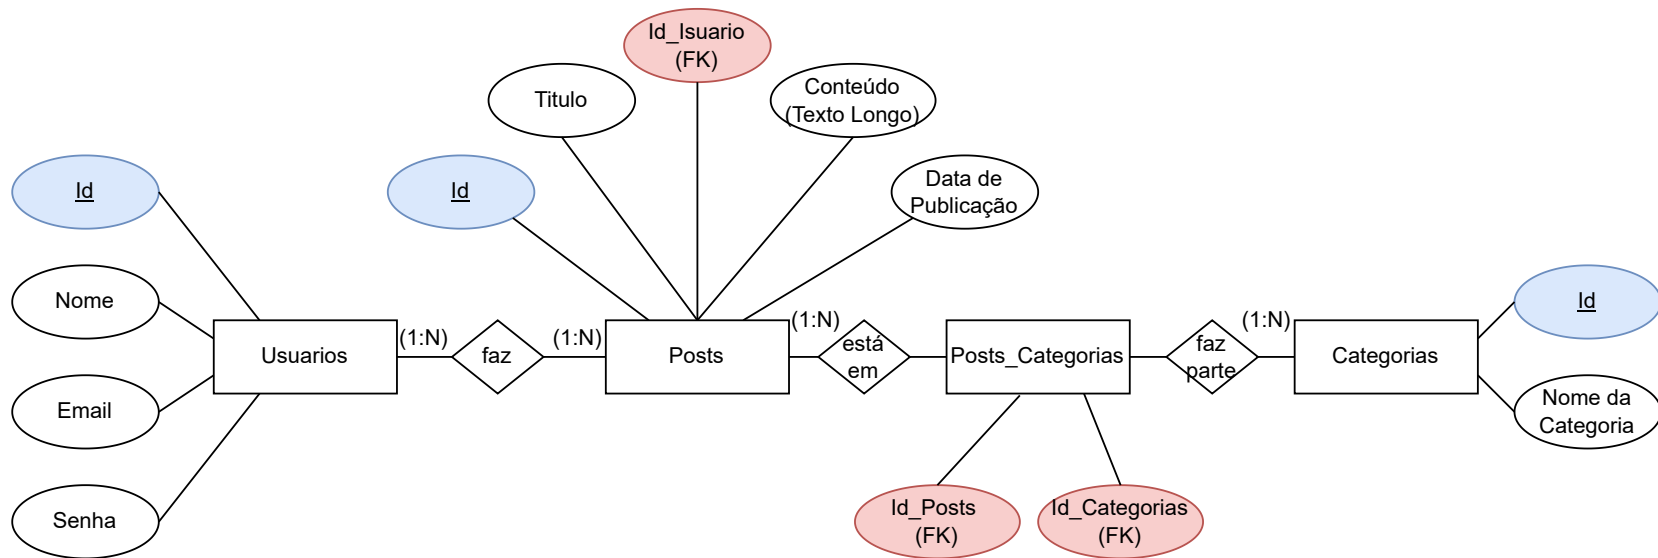 Id_Isuario
(FK)
Titulo
Conteúdo
(Texto Longo)
Id
Id
Data de
Publicação
Id
Nome
Usuarios
(1:N)
faz
(1:N)
Posts
(1:N)
está
em
Posts_Categorias
faz
parte
(1:N)
Categorias
Email
Nome da
Categoria
Senha
Id_Posts
(FK)
Id_Categorias
(FK)